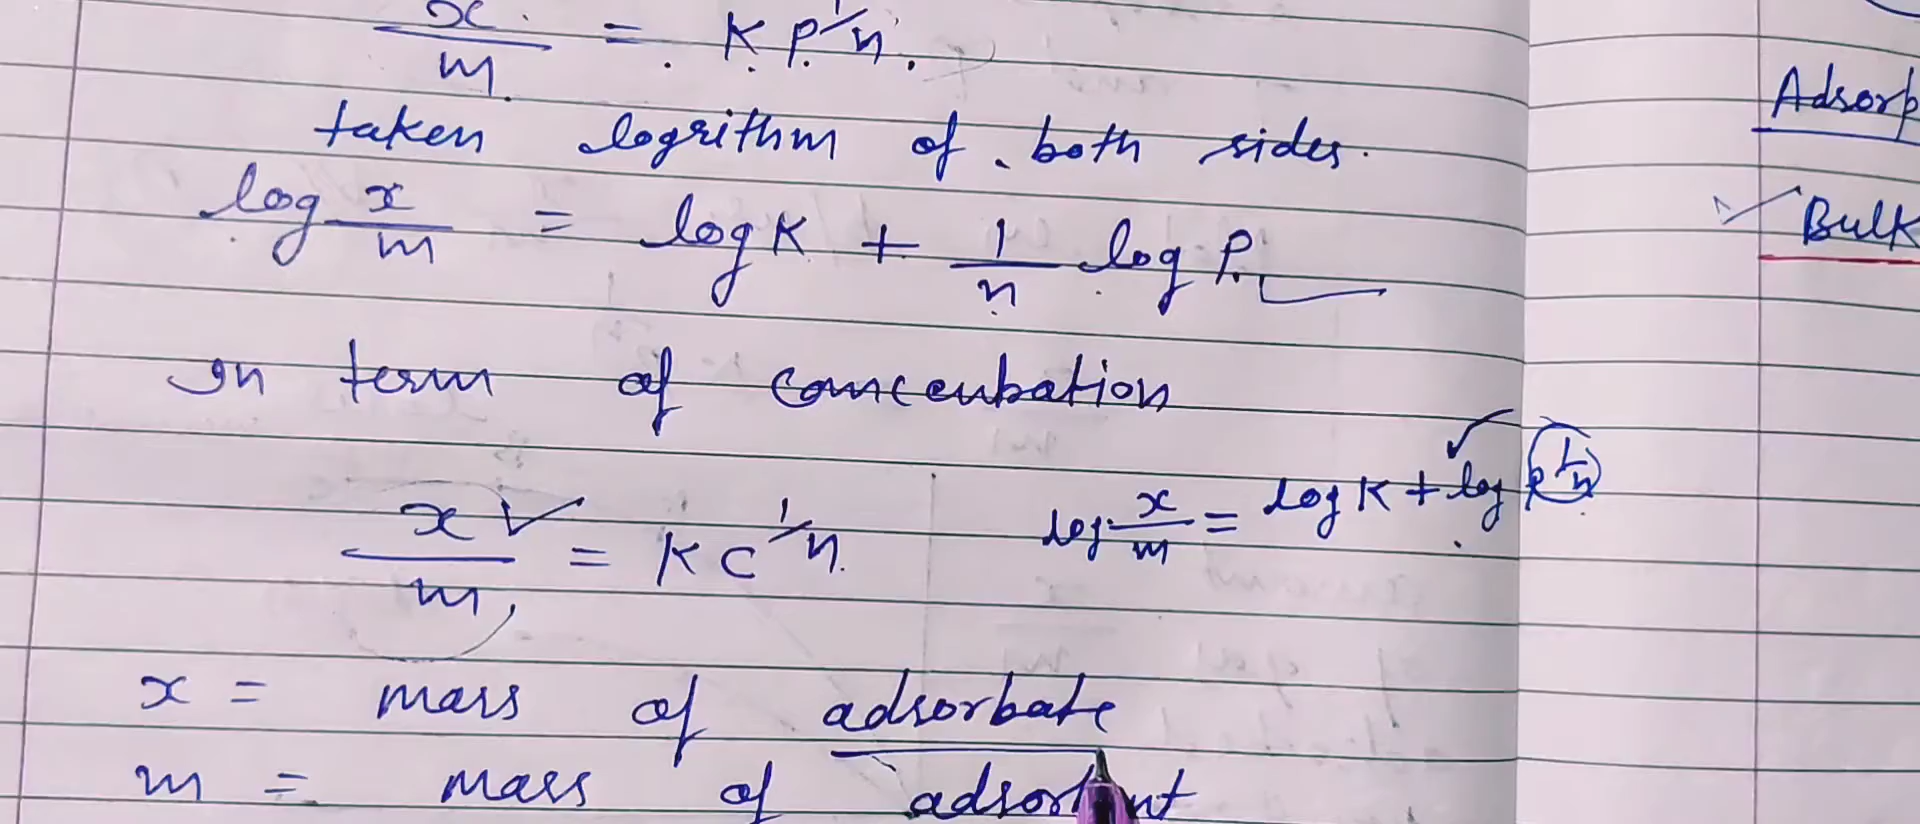 x/m = K P^1/n.
taken logrithm of both sides.
log x/m = log K + 1/n log P
In term of concentration
x/m = K C^1/n.
log x/m = log K + log P^1/n
x = mass of adsorbate
m = mass of adsorbent
Adsorp
Bulk